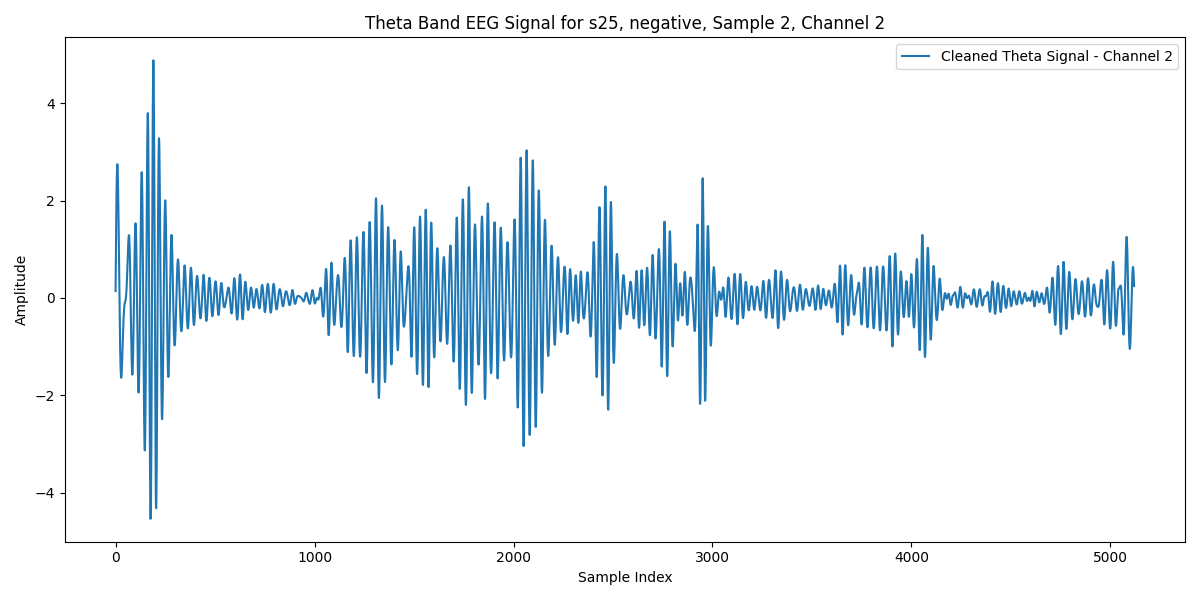 Theta Band EEG Signal for s25, negative, Sample 2, Channel 2
Cleaned Theta Signal - Channel 2
Amplitude
4
2
0
−2
−4
0 1000 2000 3000 4000 5000
Sample Index